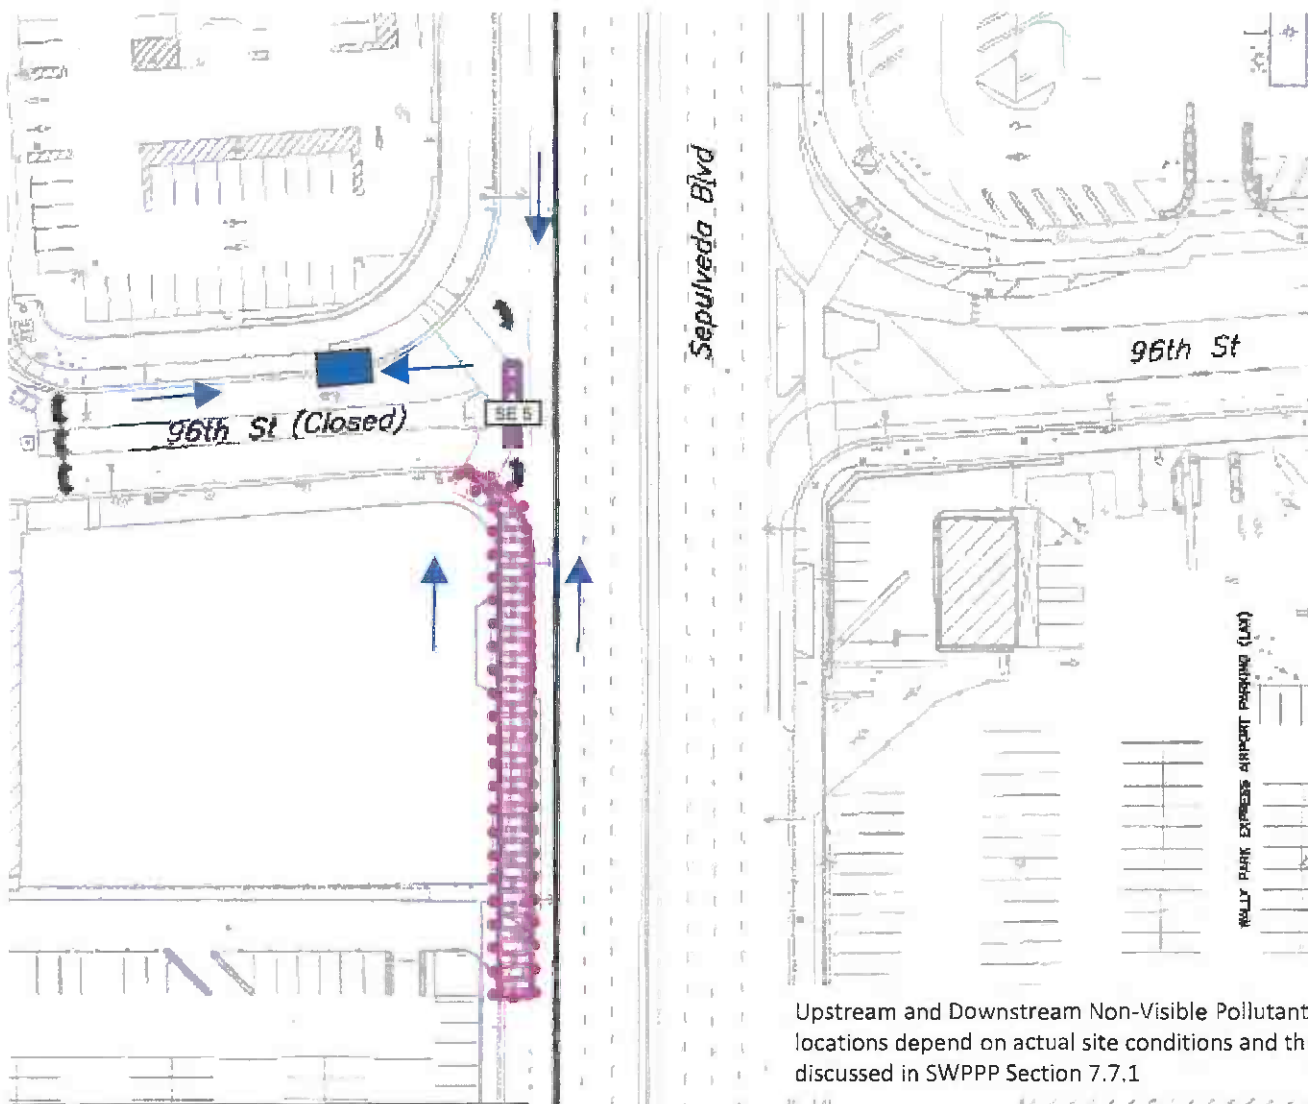 Sepulveda Blvd
96th St
SE 5
96th St (Closed)
WALLY PARK EXPRESS AIRPORT PARKING (LAX)
Upstream and Downstream Non-Visible Pollutant
locations depend on actual site conditions and th
discussed in SWPPP Section 7.7.1